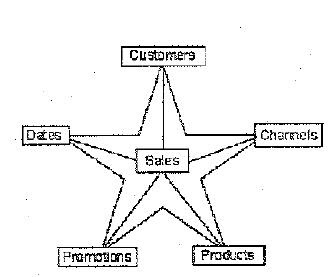 Customers
Dates
Channels
Sales
Promotions
Products